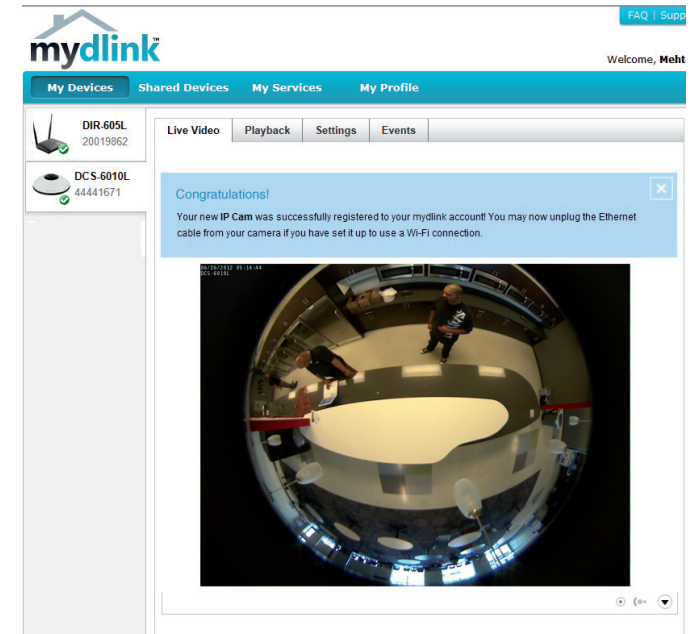 FAQ | Supp
mydlink
Welcome, Meht
My Devices Shared Devices My Services My Profile
DIR-605L
20019862
DCS-6010L
44441671
Live Video Playback Settings Events
Congratulations!
Your new IP Cam was successfully registered to your mydlink account! You may now unplug the Ethernet
cable from your camera if you have set it up to use a Wi-Fi connection.
06/26/2012 05:14:44
DCS-6010L